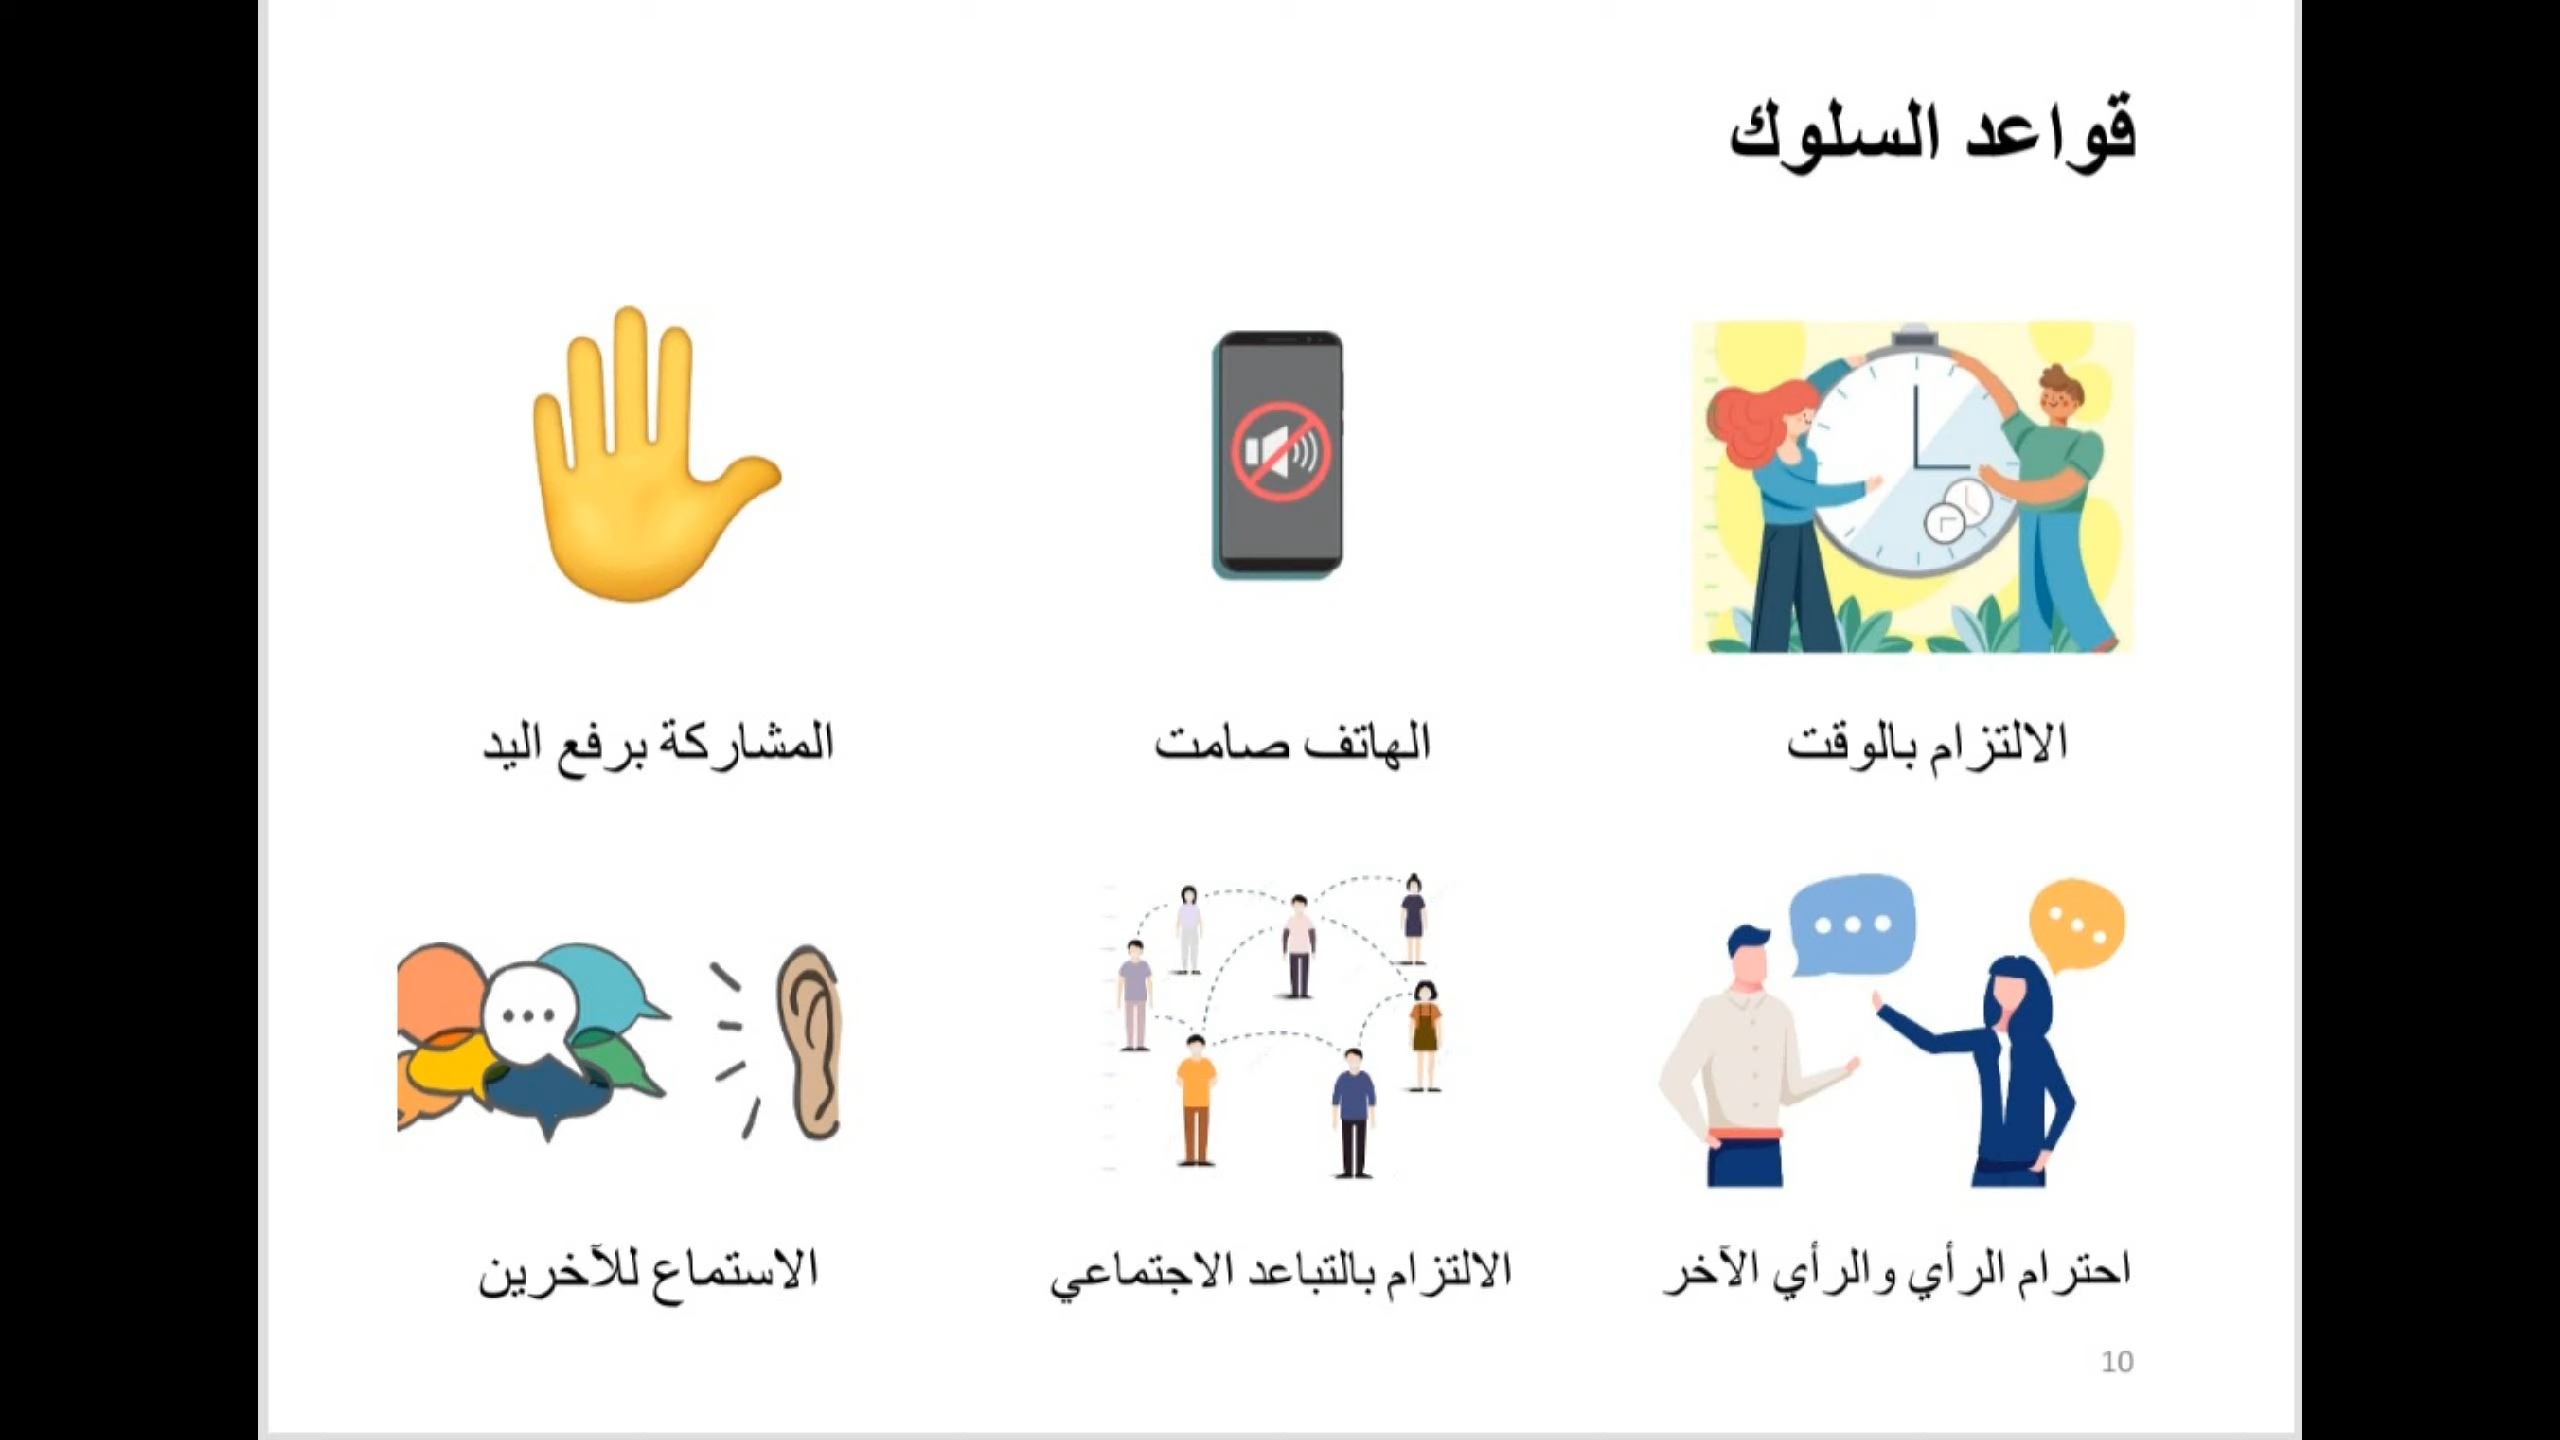 قواعد السلوك
الالتزام بالوقت
الهاتف صامت
المشاركة برفع اليد
احترام الرأي والرأي الآخر
الالتزام بالتباعد الاجتماعي
الاستماع للآخرين
10